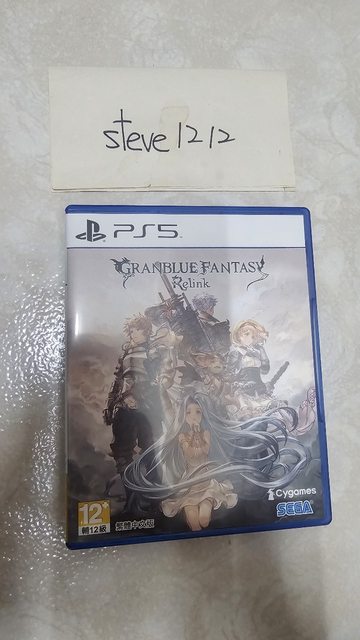 steve1212
PS5
GRANBLUE FANTASY
Relink
Cygames
SEGA
12+
輔12級
繁體中文版